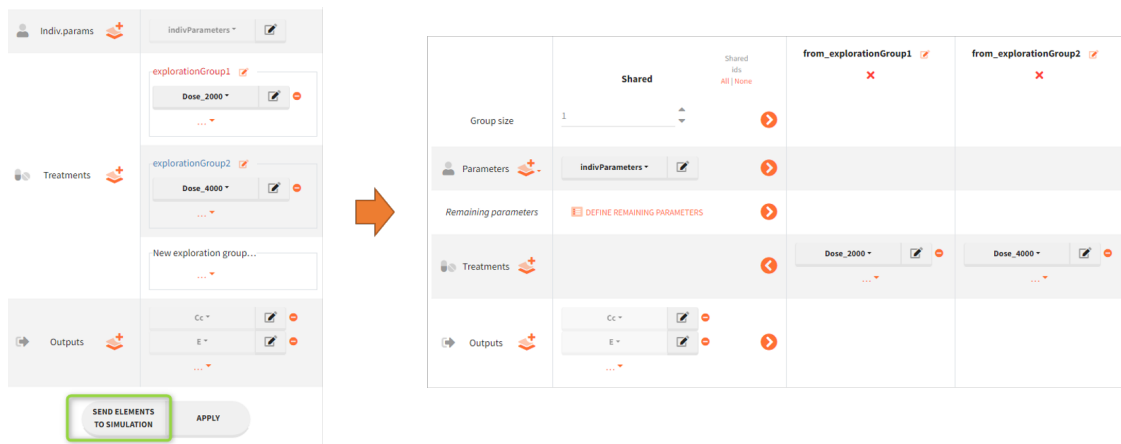 Indiv.params
indivParameters
explorationGroup1
Dose_2000
...
Treatments
explorationGroup2
Dose_4000
...
New exploration group...
...
Outputs
Cc
E
...
SEND ELEMENTS
TO SIMULATION
APPLY
Shared
Shared
ids
All | None
from_explorationGroup1
from_explorationGroup2
Group size
1
Parameters
indivParameters
Remaining parameters
DEFINE REMAINING PARAMETERS
Treatments
Dose_2000
...
Dose_4000
...
Outputs
Cc
E
...